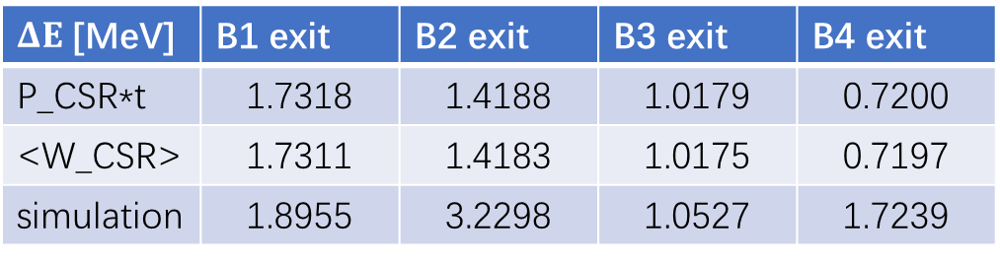 ΔE [MeV] B1 exit B2 exit B3 exit B4 exit
P_CSR*t 1.7318 1.4188 1.0179 0.7200
<W_CSR> 1.7311 1.4183 1.0175 0.7197
simulation 1.8955 3.2298 1.0527 1.7239